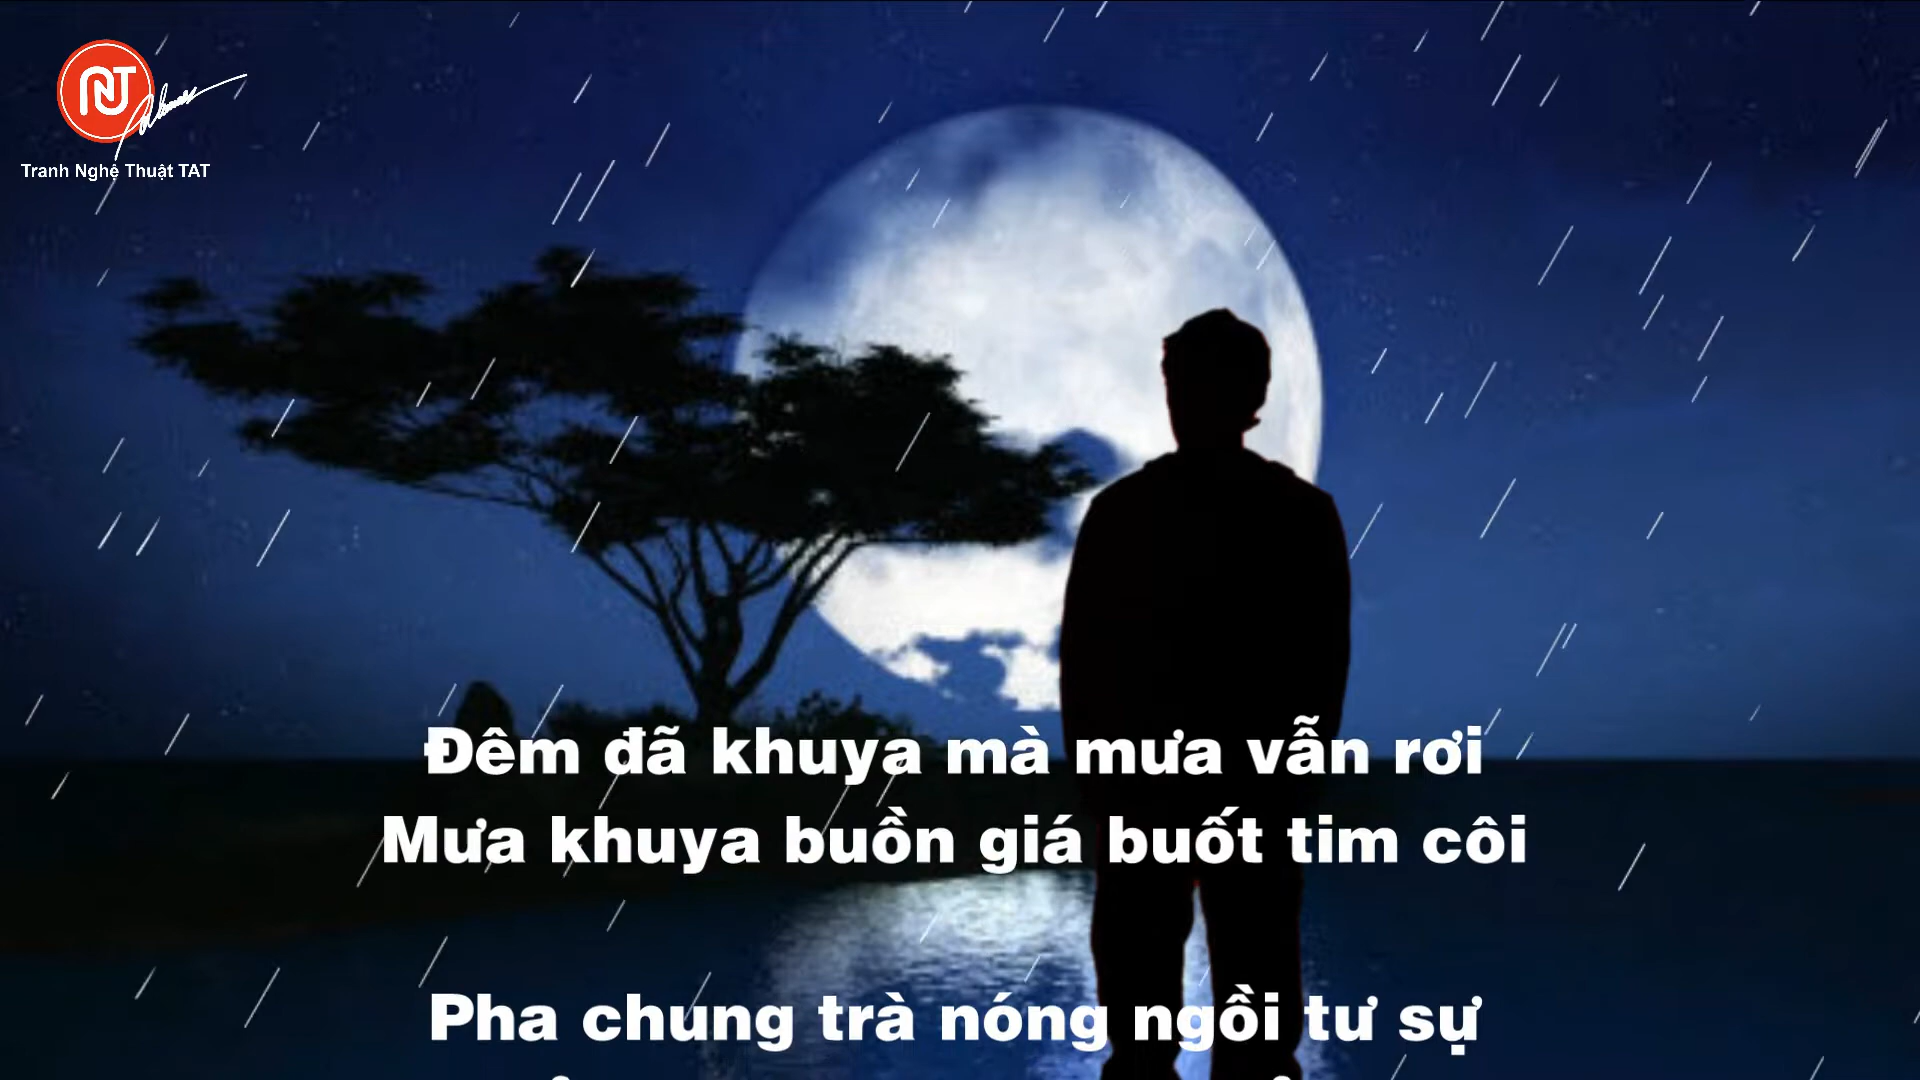 Tranh Nghệ Thuật TAT
Đêm đã khuya mà mưa vẫn rơi
Mưa khuya buồn giá buốt tim côi
Pha chung trà nóng ngồi tư sự